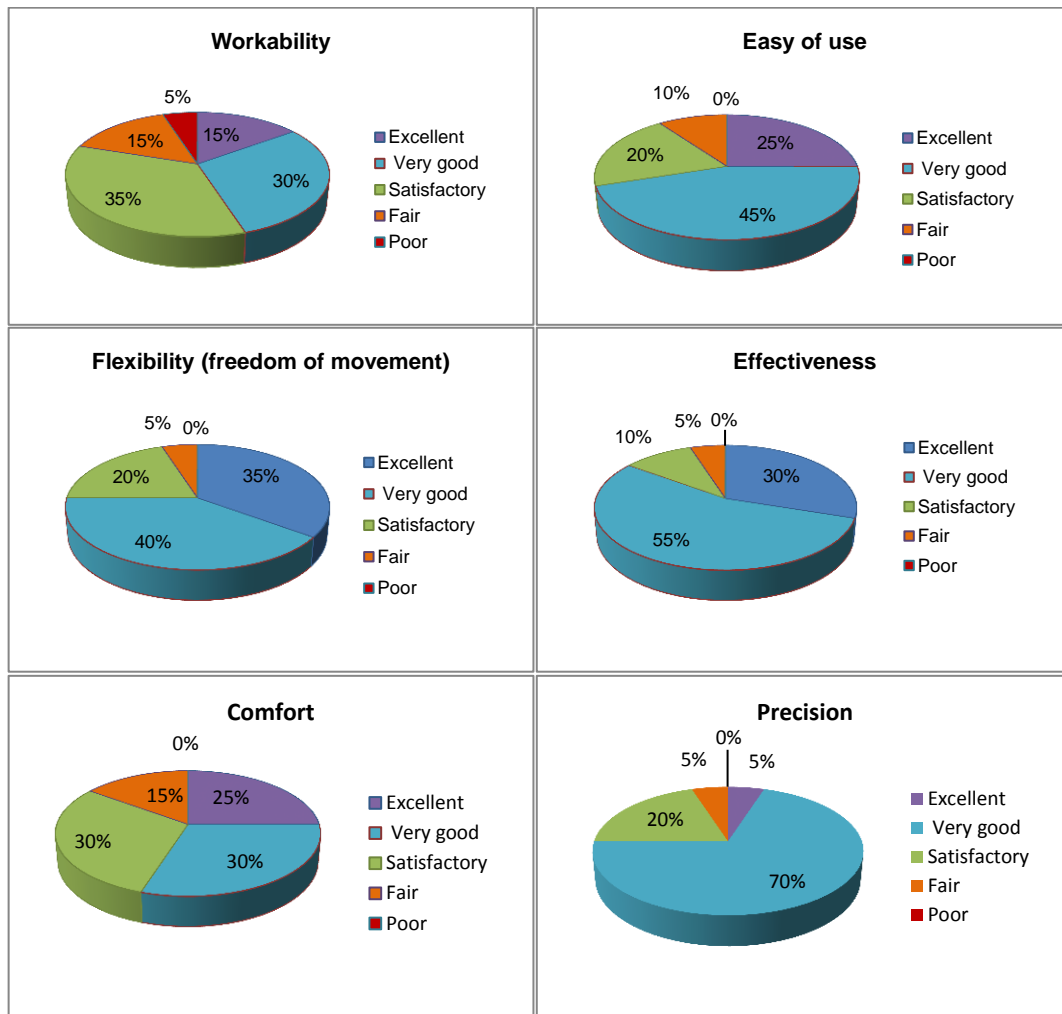 Workability
5%
15%
15%
30%
35%
Excellent
Very good
Satisfactory
Fair
Poor
Easy of use
10%
0%
25%
20%
45%
Excellent
Very good
Satisfactory
Fair
Poor
Flexibility (freedom of movement)
5%
0%
20%
35%
40%
Excellent
Very good
Satisfactory
Fair
Poor
Effectiveness
5%
0%
10%
30%
55%
Excellent
Very good
Satisfactory
Fair
Poor
Comfort
0%
15%
25%
30%
30%
Excellent
Very good
Satisfactory
Fair
Poor
Precision
0%
5%
5%
20%
70%
Excellent
Very good
Satisfactory
Fair
Poor